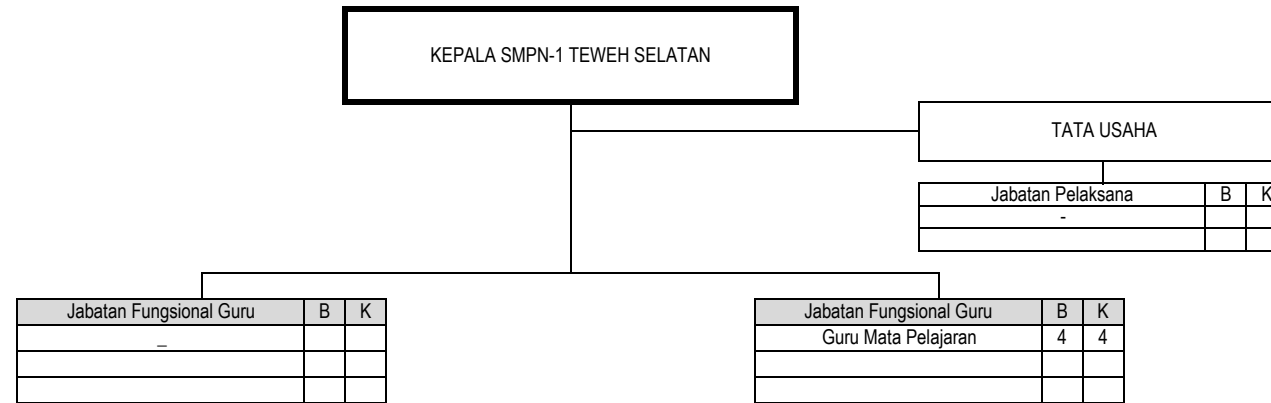 KEPALA SMPN-1 TEWEH SELATAN
TATA USAHA
Jabatan Pelaksana B K
-
Jabatan Fungsional Guru B K
_
Jabatan Fungsional Guru B K
Guru Mata Pelajaran 4 4